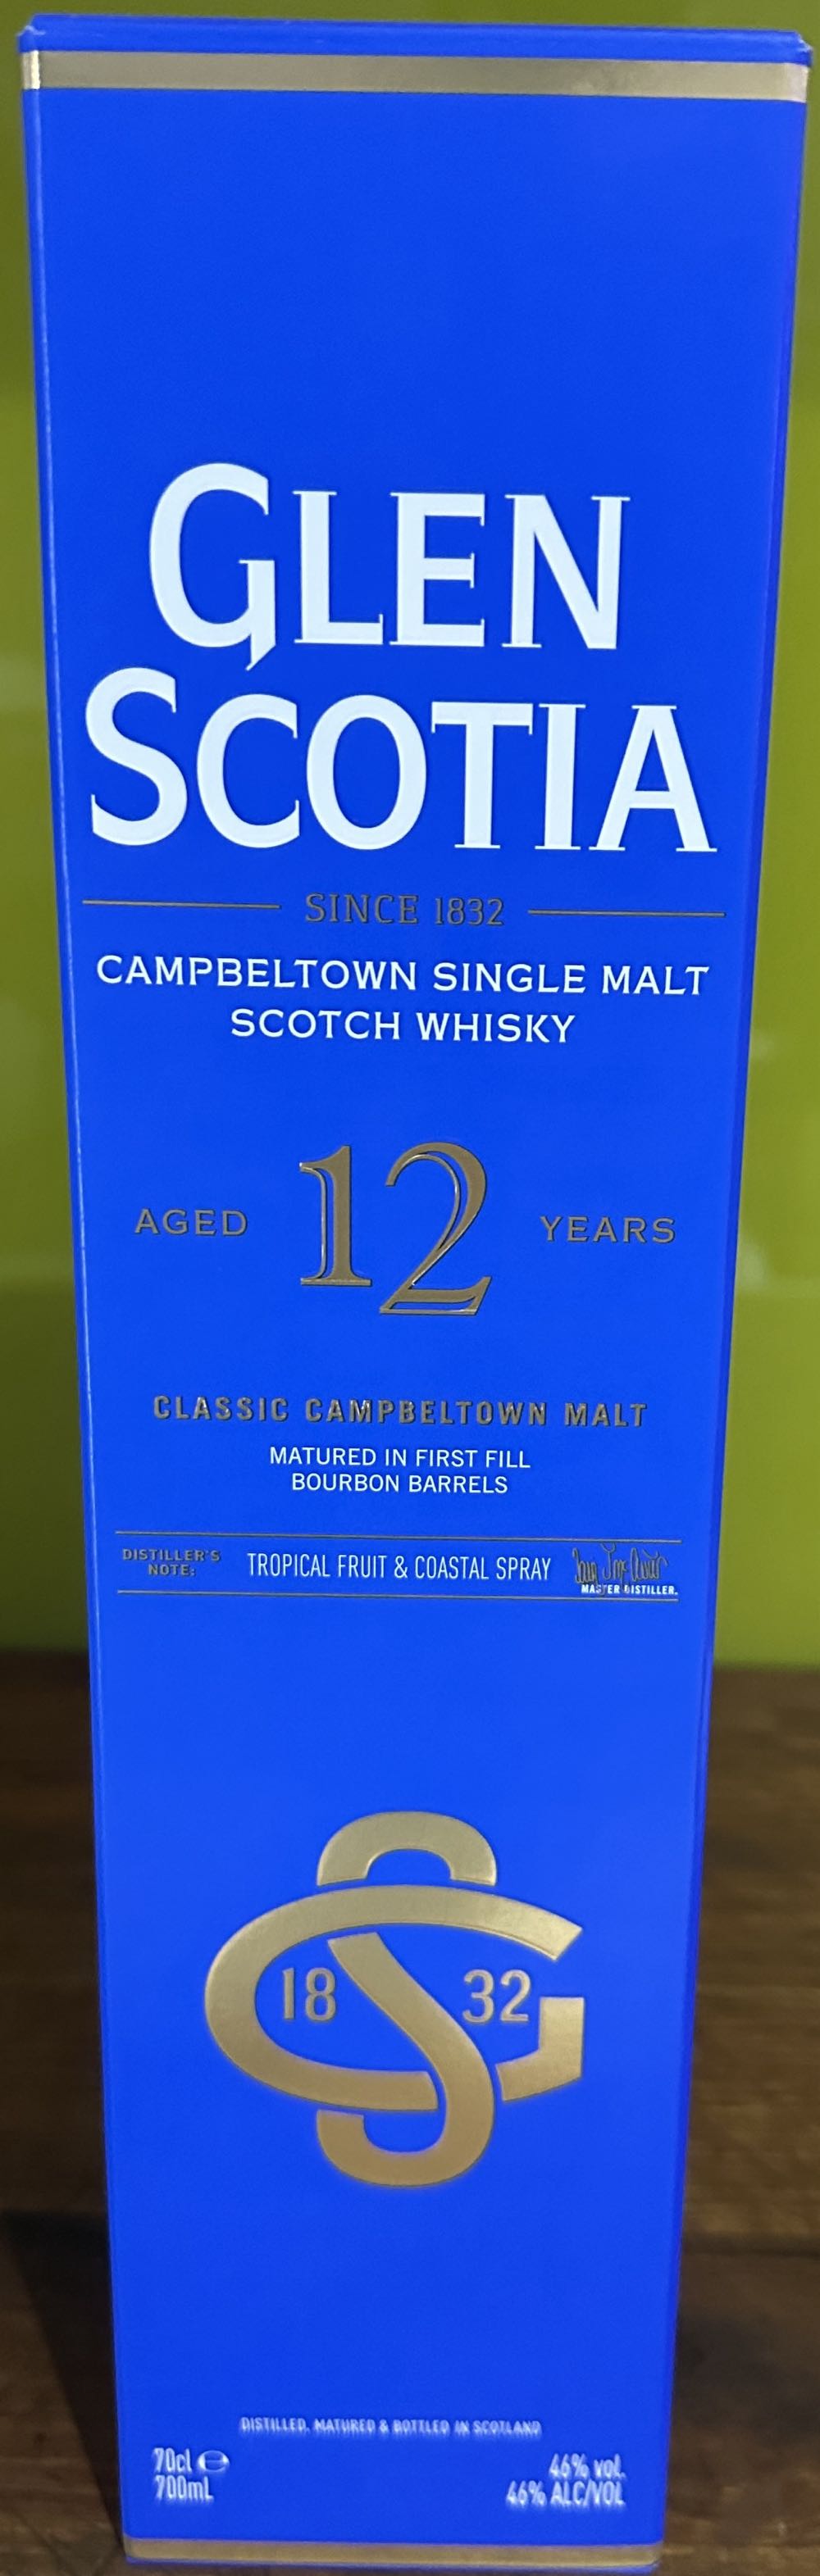 GLEN
SCOTIA
SINCE 1832
CAMPBELTOWN SINGLE MALT
SCOTCH WHISKY
AGED 12 YEARS
CLASSIC CAMPBELTOWN MALT
MATURED IN FIRST FILL
BOURBON BARRELS
DISTILLER'S
NOTE:
TROPICAL FRUIT & COASTAL SPRAY
MASTER DISTILLER.
18 32
DISTILLED, MATURED & BOTTLED IN SCOTLAND
70cl ℮
700mL
46% vol.
46% ALC/VOL